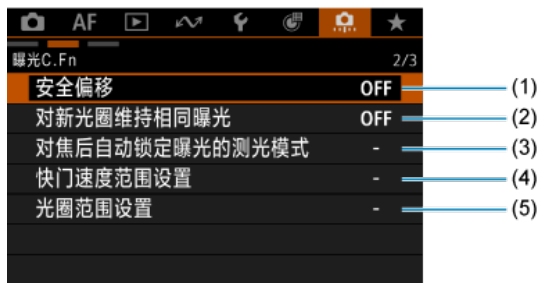 AF
曝光C.Fn 2/3
安全偏移 OFF (1)
对新光圈维持相同曝光 OFF (2)
对焦后自动锁定曝光的测光模式 - (3)
快门速度范围设置 - (4)
光圈范围设置 - (5)